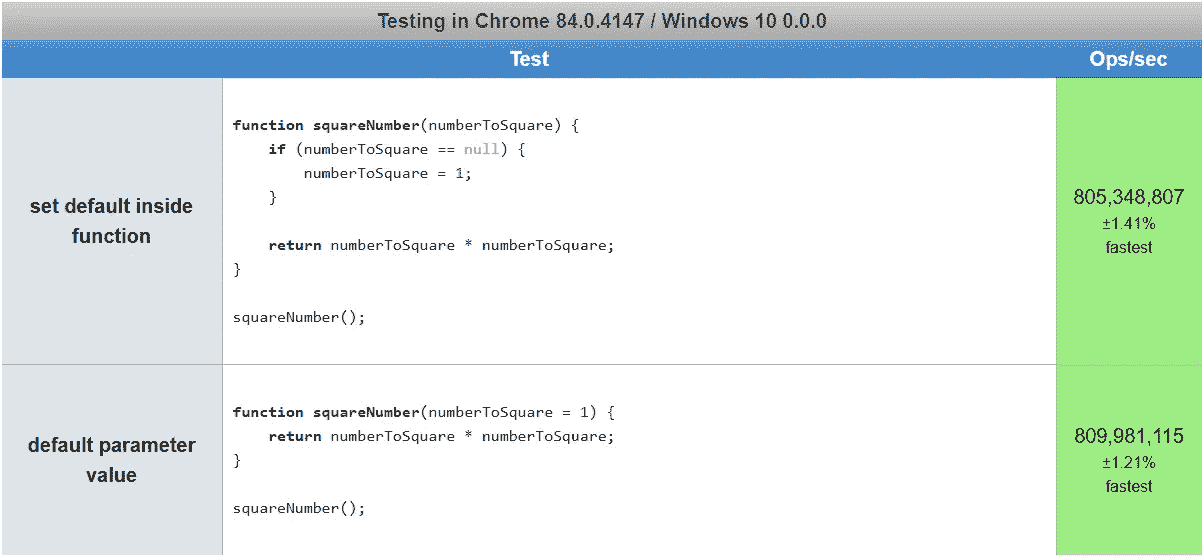 Testing in Chrome 84.0.4147 / Windows 10 0.0.0
Test
Ops/sec
set default inside
function
function squareNumber(numberToSquare) {
    if (numberToSquare == null) {
        numberToSquare = 1;
    }
    return numberToSquare * numberToSquare;
}
squareNumber();
805,348,807
±1.41%
fastest
default parameter
value
function squareNumber(numberToSquare = 1) {
    return numberToSquare * numberToSquare;
}
squareNumber();
809,981,115
±1.21%
fastest